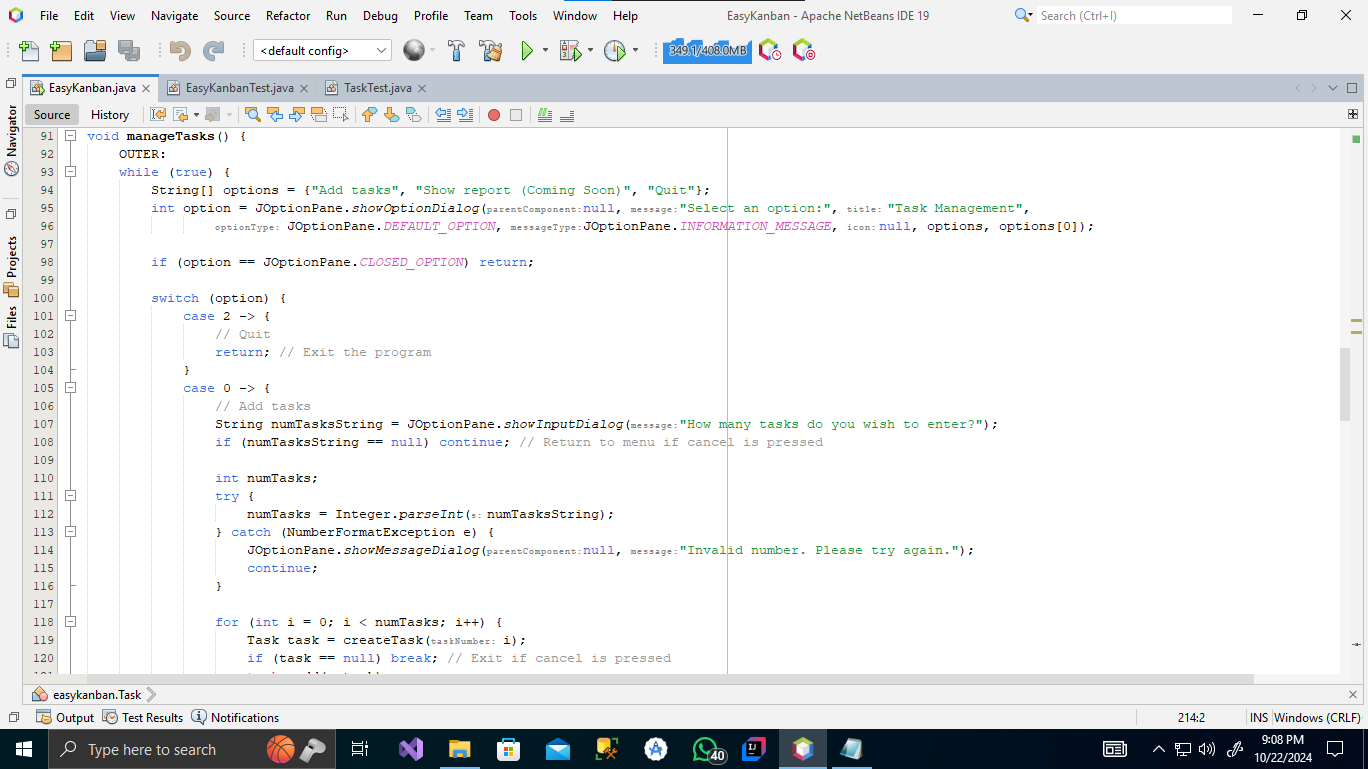 File Edit View Navigate Source Refactor Run Debug Profile Team Tools Window Help
EasyKanban - Apache NetBeans IDE 19
Search (Ctrl+I)
<default config>
349.1/408.0MB
EasyKanban.java
EasyKanbanTest.java
TaskTest.java
Source History
Navigator
Projects
Files
91 void manageTasks() {
92 OUTER:
93 while (true) {
94 String[] options = {"Add tasks", "Show report (Coming Soon)", "Quit"};
95 int option = JOptionPane.showOptionDialog(parentComponent: null, message: "Select an option:", title: "Task Management",
96 optionType: JOptionPane.DEFAULT_OPTION, messageType: JOptionPane.INFORMATION_MESSAGE, icon: null, options, options[0]);
97
98 if (option == JOptionPane.CLOSED_OPTION) return;
99
100 switch (option) {
101 case 2 -> {
102 // Quit
103 return; // Exit the program
104 }
105 case 0 -> {
106 // Add tasks
107 String numTasksString = JOptionPane.showInputDialog(message: "How many tasks do you wish to enter?");
108 if (numTasksString == null) continue; // Return to menu if cancel is pressed
109
110 int numTasks;
111 try {
112 numTasks = Integer.parseInt(s: numTasksString);
113 } catch (NumberFormatException e) {
114 JOptionPane.showMessageDialog(parentComponent: null, message: "Invalid number. Please try again.");
115 continue;
116 }
117
118 for (int i = 0; i < numTasks; i++) {
119 Task task = createTask(taskNumber: i);
120 if (task == null) break; // Exit if cancel is pressed
easykanban.Task
Output Test Results Notifications
214:2 INS Windows (CRLF)
Type here to search
40
9:08 PM
10/22/2024